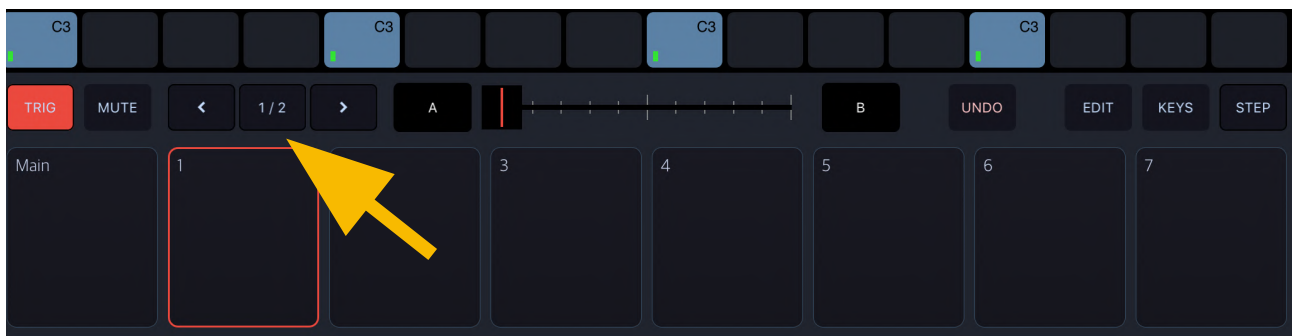 C3 C3 C3 C3
TRIG MUTE < 1 / 2 > A B UNDO EDIT KEYS STEP
Main 1 3 4 5 6 7